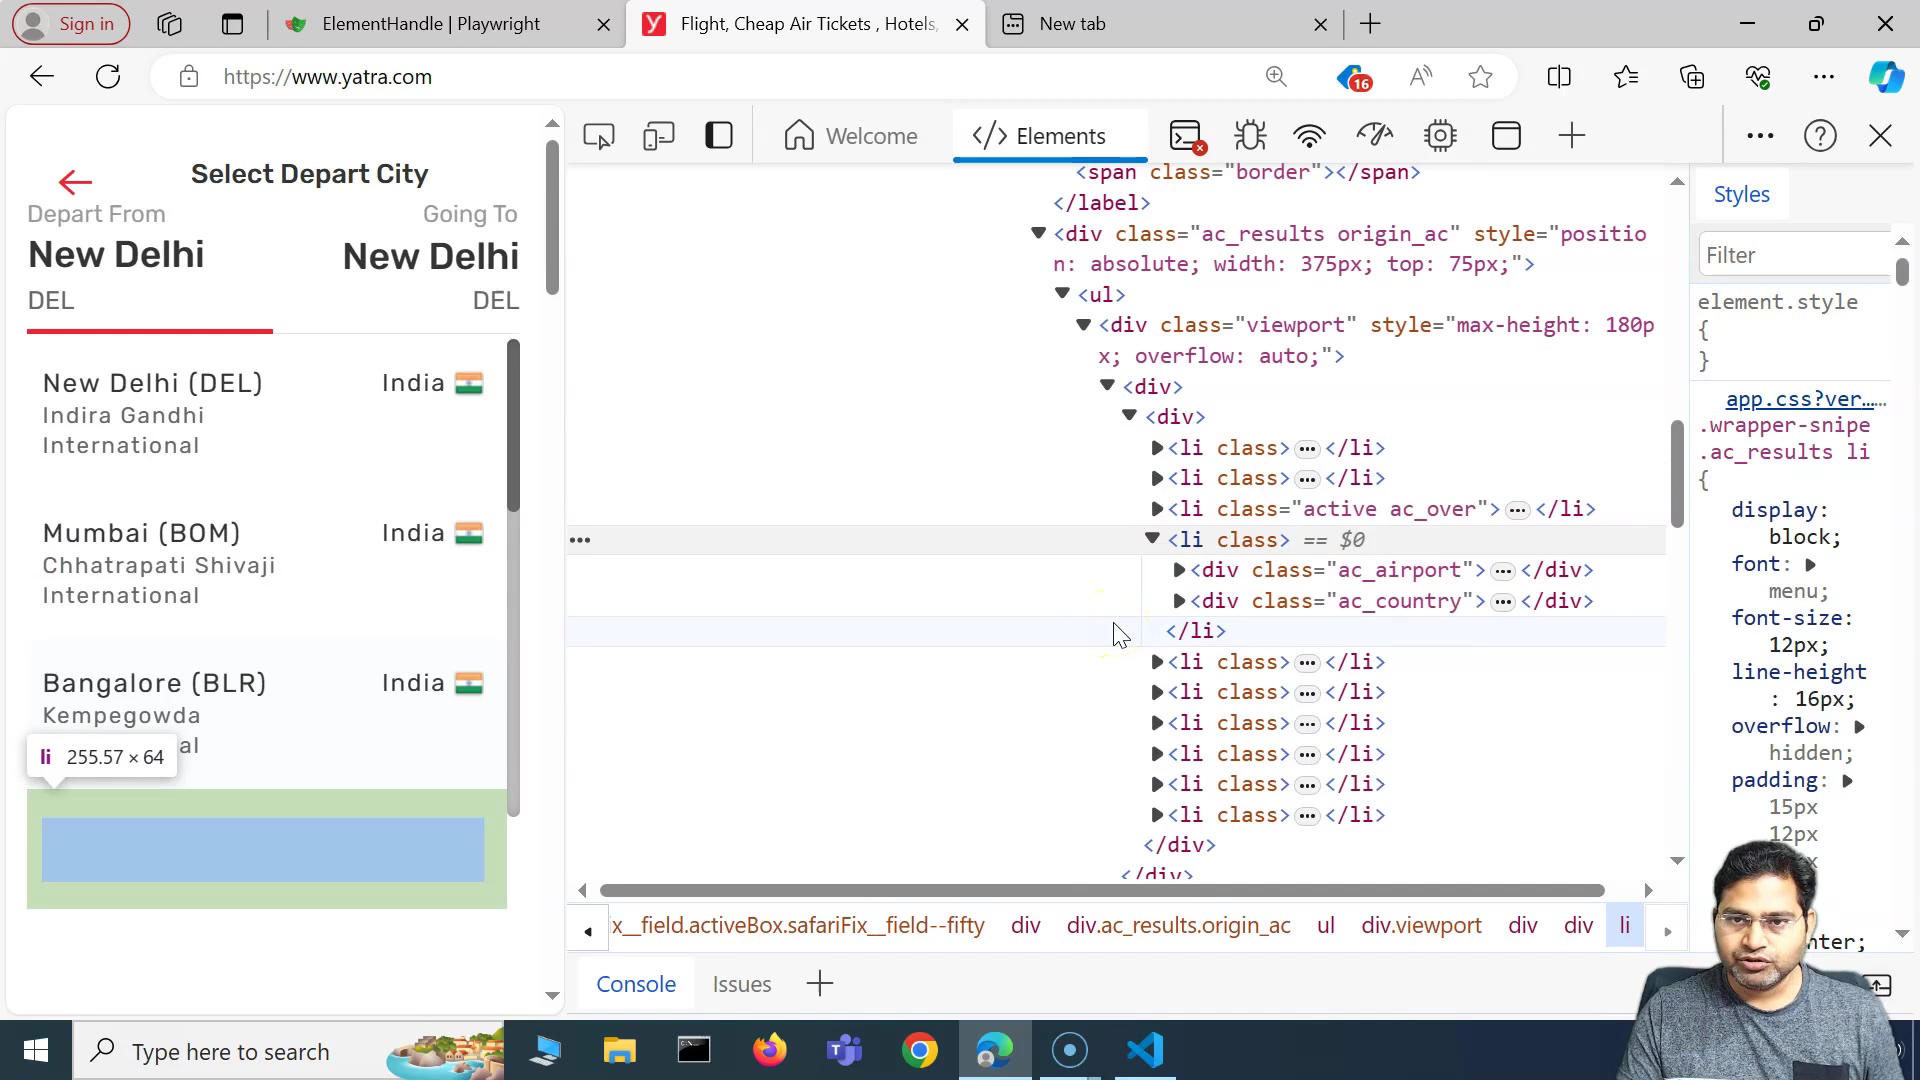 Sign in
ElementHandle | Playwright
Flight, Cheap Air Tickets , Hotels,
New tab
https://www.yatra.com
16
Select Depart City
Depart From
Going To
New Delhi
New Delhi
DEL
DEL
New Delhi (DEL)
India
Indira Gandhi
International
Mumbai (BOM)
India
Chhatrapati Shivaji
International
Bangalore (BLR)
India
Kempegowda
al
li 255.57 × 64
Welcome
</> Elements
<span class="border"></span>
</label>
<div class="ac_results origin_ac" style="positio
n: absolute; width: 375px; top: 75px;">
<ul>
<div class="viewport" style="max-height: 180p
x; overflow: auto;">
<div>
<div>
<li class>…</li>
<li class>…</li>
<li class="active ac_over">…</li>
… <li class> == $0
<div class="ac_airport">…</div>
<div class="ac_country">…</div>
</li>
<li class>…</li>
<li class>…</li>
<li class>…</li>
<li class>…</li>
<li class>…</li>
<li class>…</li>
</div>
</div>
x__field.activeBox.safariFix__field--fifty div div.ac_results.origin_ac ul div.viewport div div li
Console
Issues
Styles
Filter
element.style
{
}
app.css?ver……
.wrapper-snipe
.ac_results li
{
display:
block;
font:
menu;
font-size:
12px;
line-height
: 16px;
overflow:
hidden;
padding:
15px
12px
nter;
Type here to search